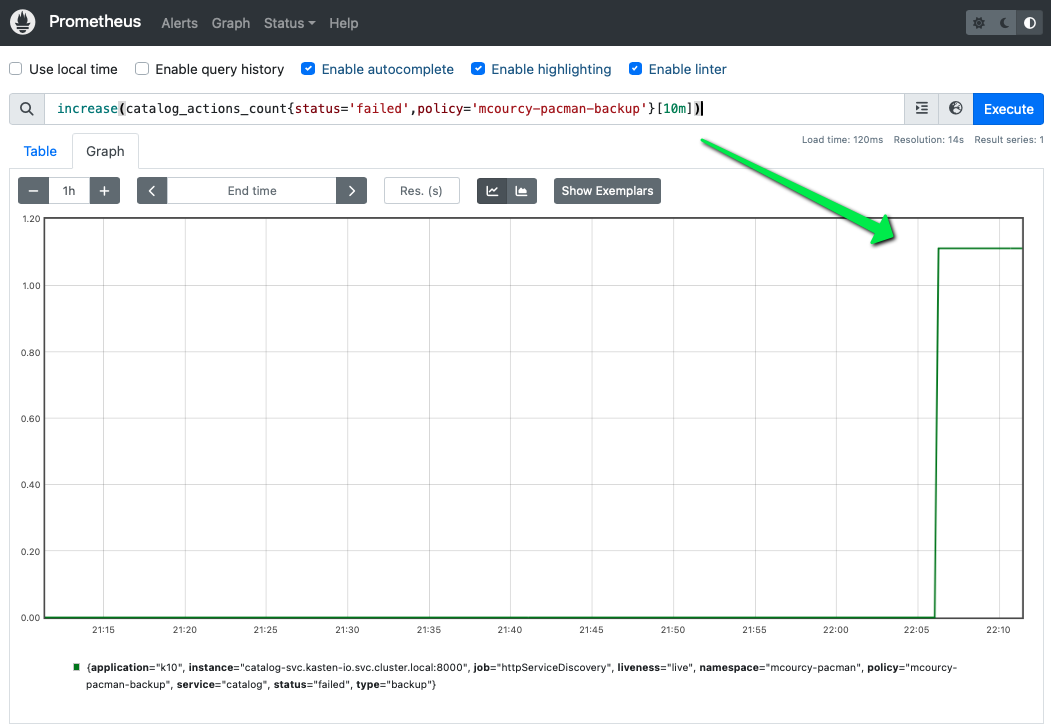 Prometheus Alerts Graph Status Help
Use local time Enable query history Enable autocomplete Enable highlighting Enable linter
increase(catalog_actions_count{status='failed',policy='mcourcy-pacman-backup'}[10m]) Execute
Load time: 120ms Resolution: 14s Result series: 1
Table Graph
− 1h + < End time > Res. (s) Show Exemplars
1.20
1.00
0.80
0.60
0.40
0.20
0.00
21:15 21:20 21:25 21:30 21:35 21:40 21:45 21:50 21:55 22:00 22:05 22:10
{application="k10", instance="catalog-svc.kasten-io.svc.cluster.local:8000", job="httpServiceDiscovery", liveness="live", namespace="mcourcy-pacman", policy="mcourcy-
pacman-backup", service="catalog", status="failed", type="backup"}